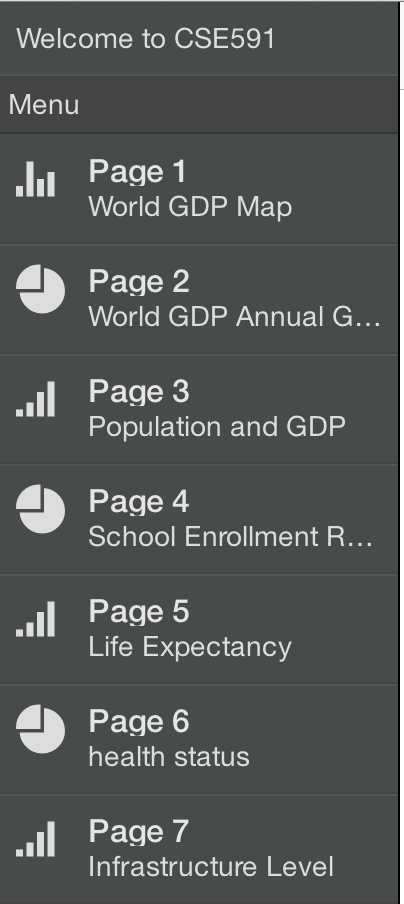 Welcome to CSE591
Menu
Page 1
World GDP Map
Page 2
World GDP Annual G...
Page 3
Population and GDP
Page 4
School Enrollment R...
Page 5
Life Expectancy
Page 6
health status
Page 7
Infrastructure Level